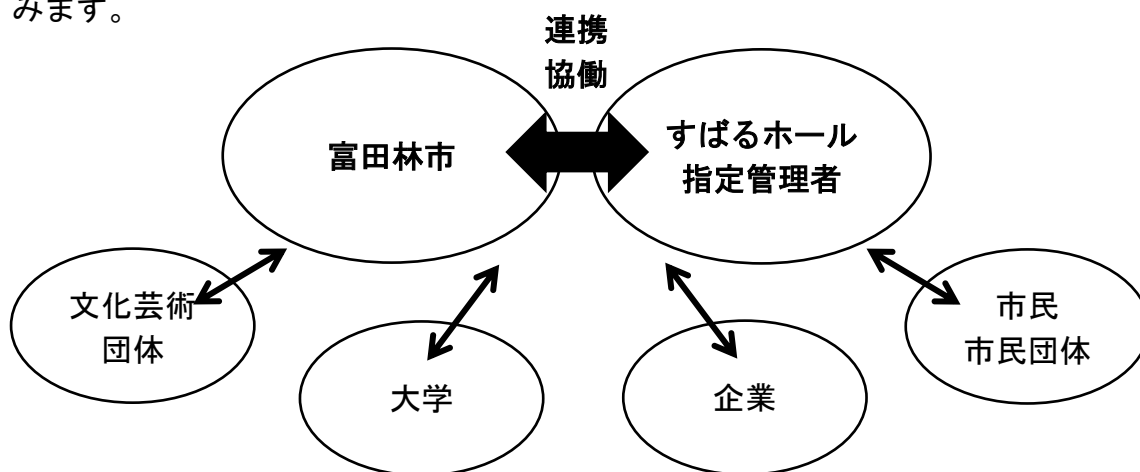 みます。
連携
協働
富田林市
すばるホール
指定管理者
文化芸術
団体
大学
企業
市民
市民団体